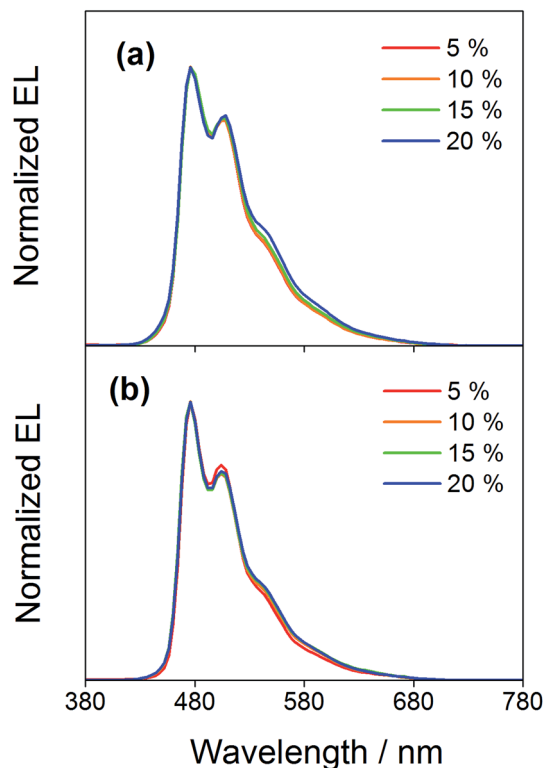 (a)
5 %
10 %
15 %
20 %
Normalized EL
(b)
5 %
10 %
15 %
20 %
Normalized EL
380 480 580 680 780
Wavelength / nm